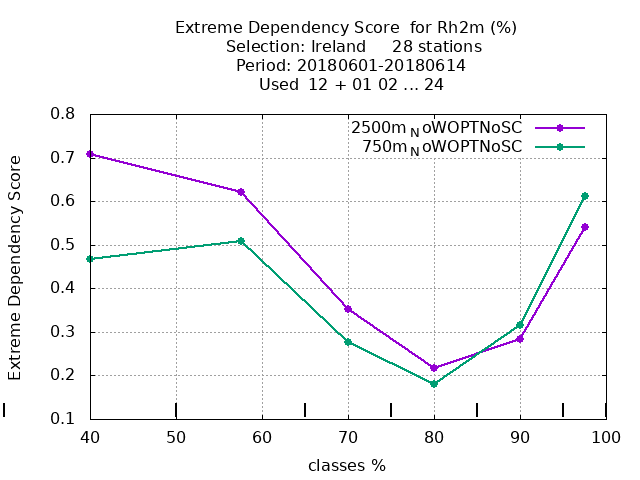 Extreme Dependency Score  for Rh2m (%)
Selection: Ireland     28 stations
Period: 20180601-20180614
Used  12 + 01 02 ... 24
2500m_NoWOPTNoSC
750m_NoWOPTNoSC
Extreme Dependency Score
0.8
0.7
0.6
0.5
0.4
0.3
0.2
0.1
40 50 60 70 80 90 100
classes %